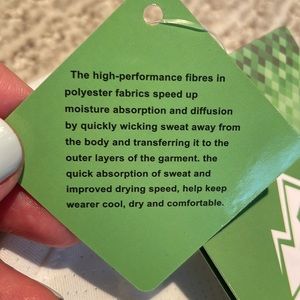 The high-performance fibres in
polyester fabrics speed up
moisture absorption and diffusion
by quickly wicking sweat away from
the body and transferring it to the
outer layers of the garment. the
quick absorption of sweat and
improved drying speed, help keep
wearer cool, dry and comfortable.